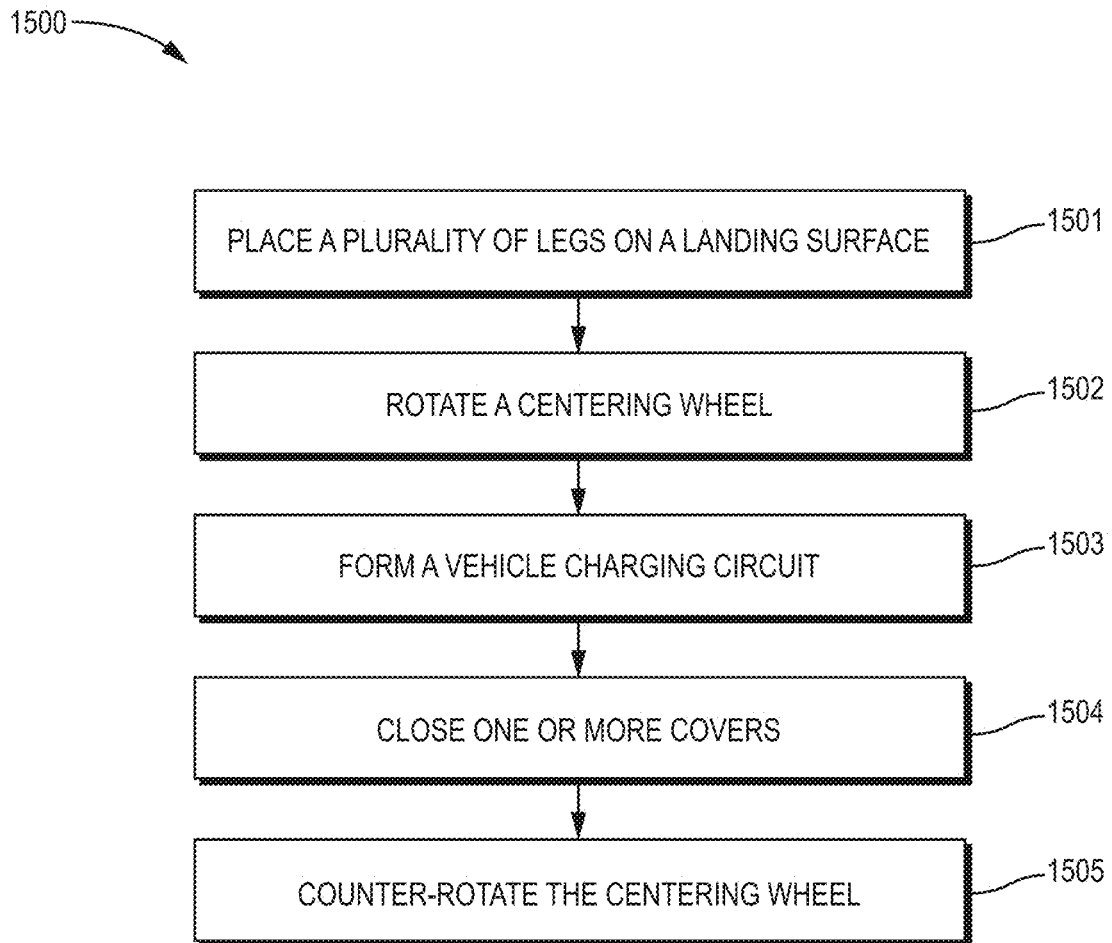 1500
PLACE A PLURALITY OF LEGS ON A LANDING SURFACE
1501
ROTATE A CENTERING WHEEL
1502
FORM A VEHICLE CHARGING CIRCUIT
1503
CLOSE ONE OR MORE COVERS
1504
COUNTER-ROTATE THE CENTERING WHEEL
1505